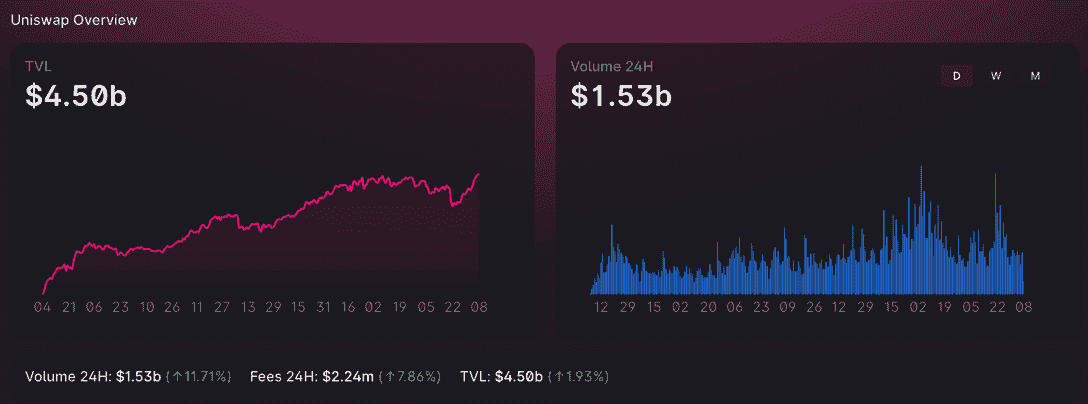 Uniswap Overview
TVL
$4.50b
04 21 06 23 10 26 11 27 13 29 15 31 16 02 19 05 22 08
Volume 24H
$1.53b
D W M
12 29 15 02 20 06 23 09 26 12 29 15 02 19 05 22 08
Volume 24H: $1.53b (↑11.71%) Fees 24H: $2.24m (↑7.86%) TVL: $4.50b (↑1.93%)